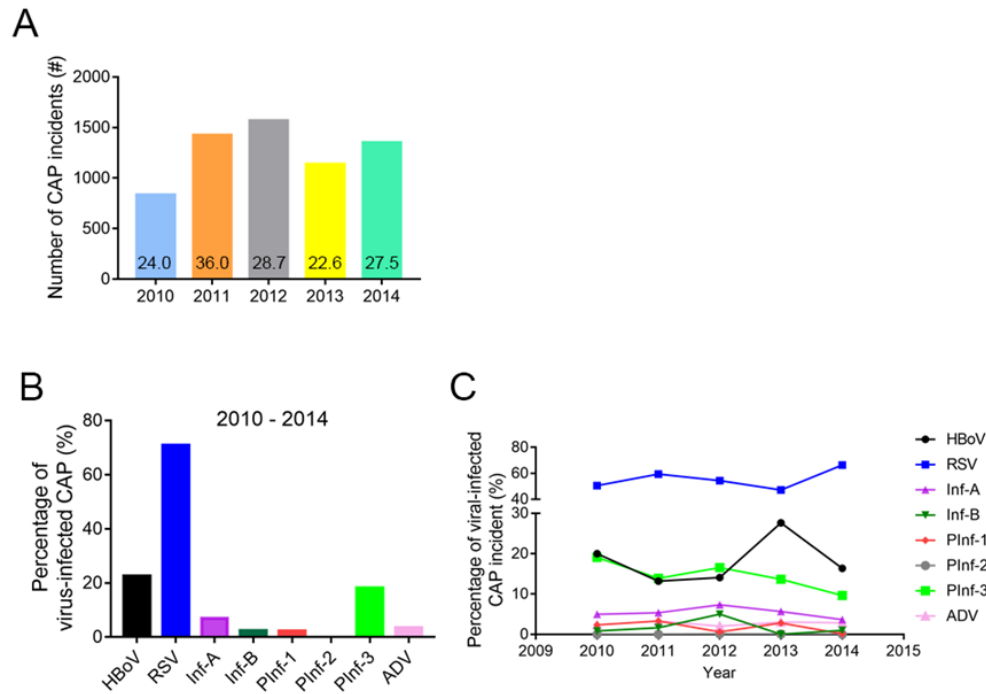 A
Number of CAP incidents (#)
2000
1500
1000
500
0
24.0 36.0 28.7 22.6 27.5
2010 2011 2012 2013 2014
B
2010 - 2014
Percentage of
virus-infected CAP (%)
80
60
40
20
0
HBoV RSV Inf-A Inf-B PInf-1 PInf-2 PInf-3 ADV
C
Percentage of viral-infected
CAP incident (%)
80
60
40
30
20
10
0
2009 2010 2011 2012 2013 2014 2015
Year
HBoV
RSV
Inf-A
Inf-B
PInf-1
PInf-2
PInf-3
ADV